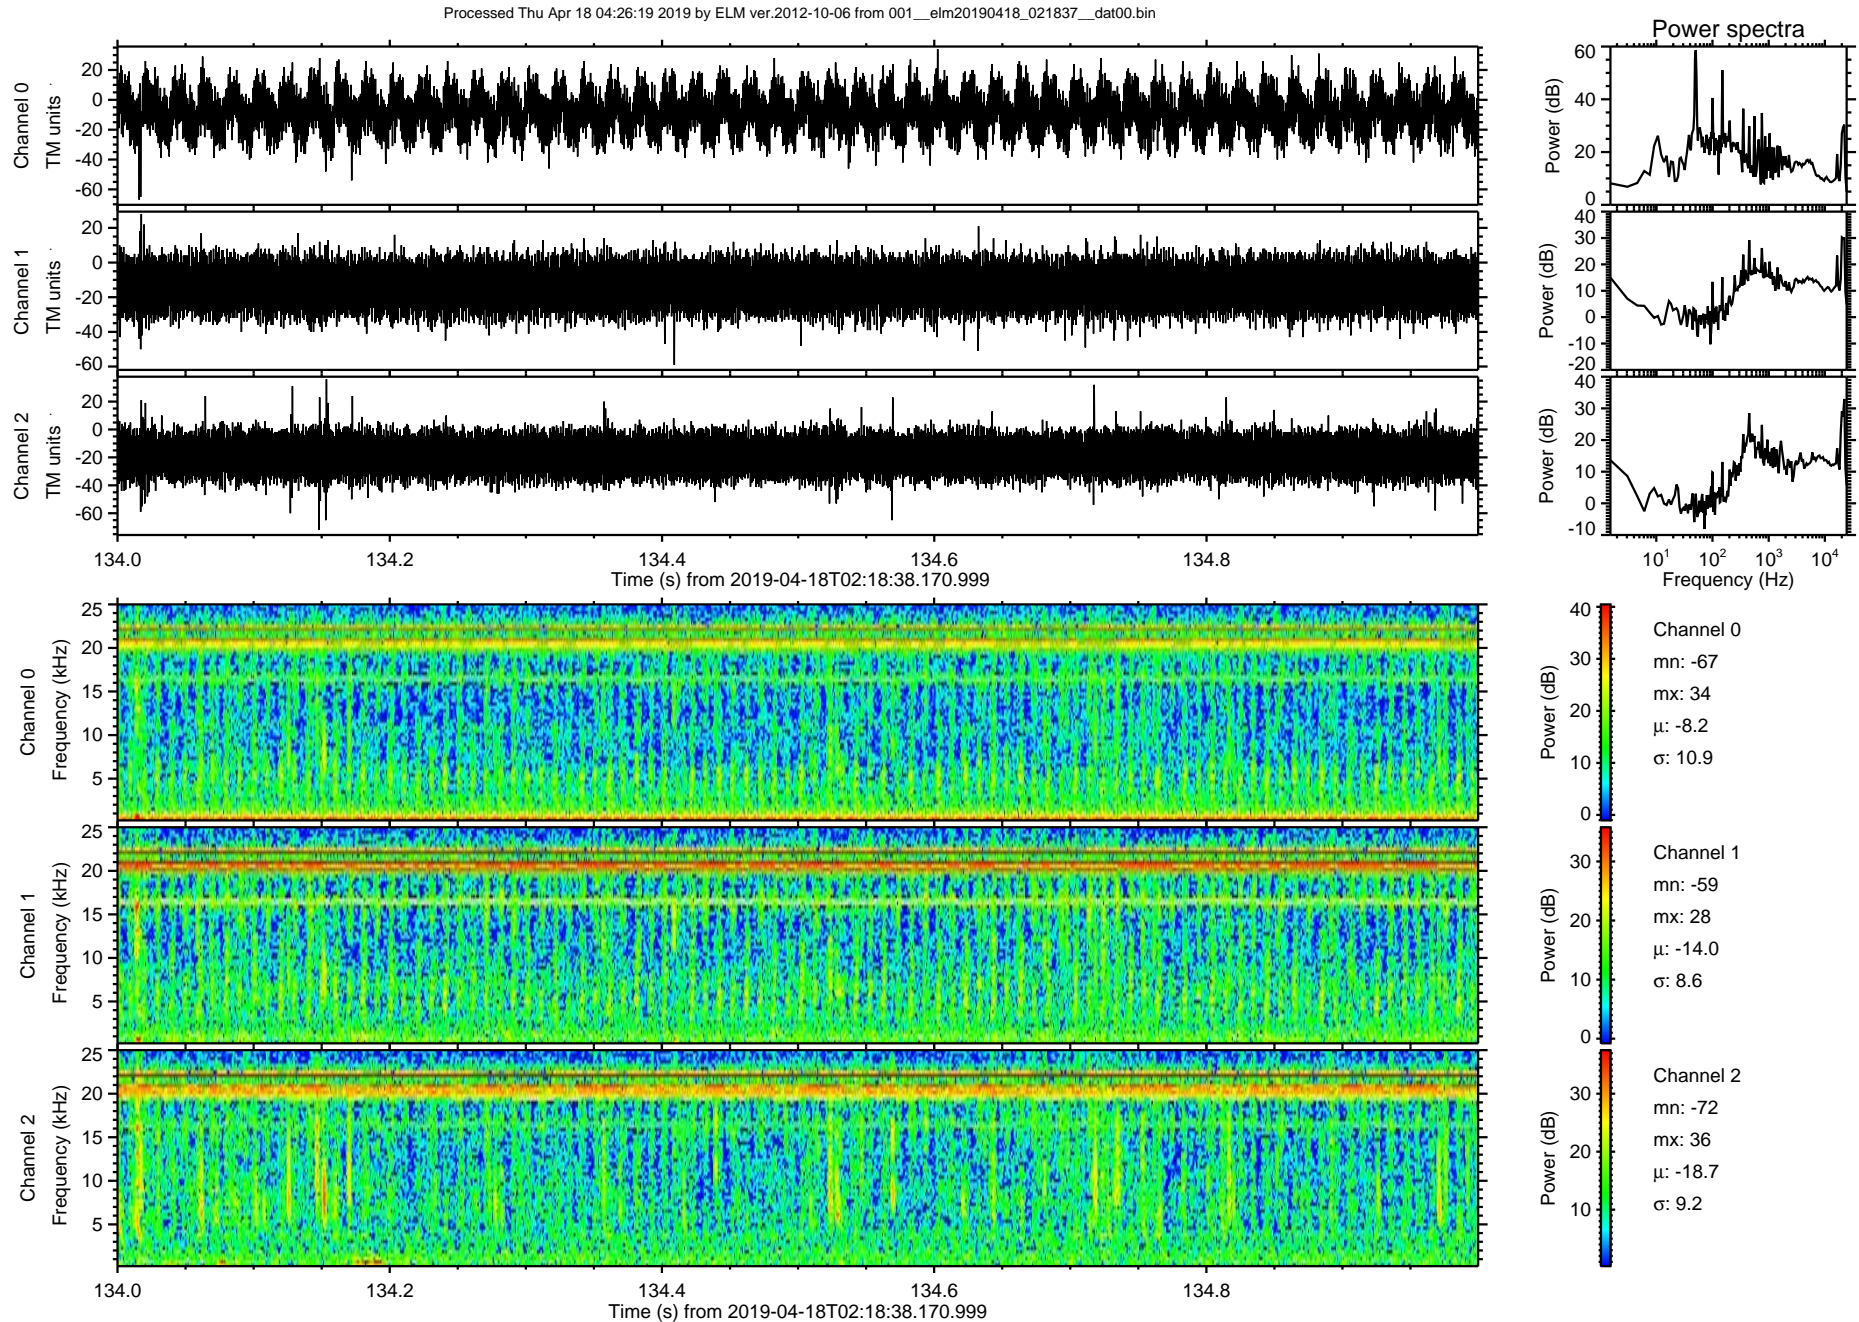 Processed Thu Apr 18 04:26:19 2019 by ELM ver.2012-10-06 from 001__elm20190418_021837__dat00.bin
Power spectra
Channel 0
TM units
20
0
-20
-40
-60
Power (dB)
60
40
20
0
Channel 1
TM units
20
0
-20
-40
-60
Power (dB)
40
30
20
10
0
-10
-20
Channel 2
TM units
20
0
-20
-40
-60
Power (dB)
40
30
20
10
0
-10
134.0 134.2 134.4 134.6 134.8
Time (s) from 2019-04-18T02:18:38.170.999
10^1 10^2 10^3 10^4
Frequency (Hz)
Channel 0
Frequency (kHz)
25
20
15
10
5
Power (dB)
40
30
20
10
0
Channel 0
mn: -67
mx: 34
μ: -8.2
σ: 10.9
Channel 1
Frequency (kHz)
25
20
15
10
5
Power (dB)
30
20
10
0
Channel 1
mn: -59
mx: 28
μ: -14.0
σ: 8.6
Channel 2
Frequency (kHz)
25
20
15
10
5
Power (dB)
30
20
10
Channel 2
mn: -72
mx: 36
μ: -18.7
σ: 9.2
134.0 134.2 134.4 134.6 134.8
Time (s) from 2019-04-18T02:18:38.170.999